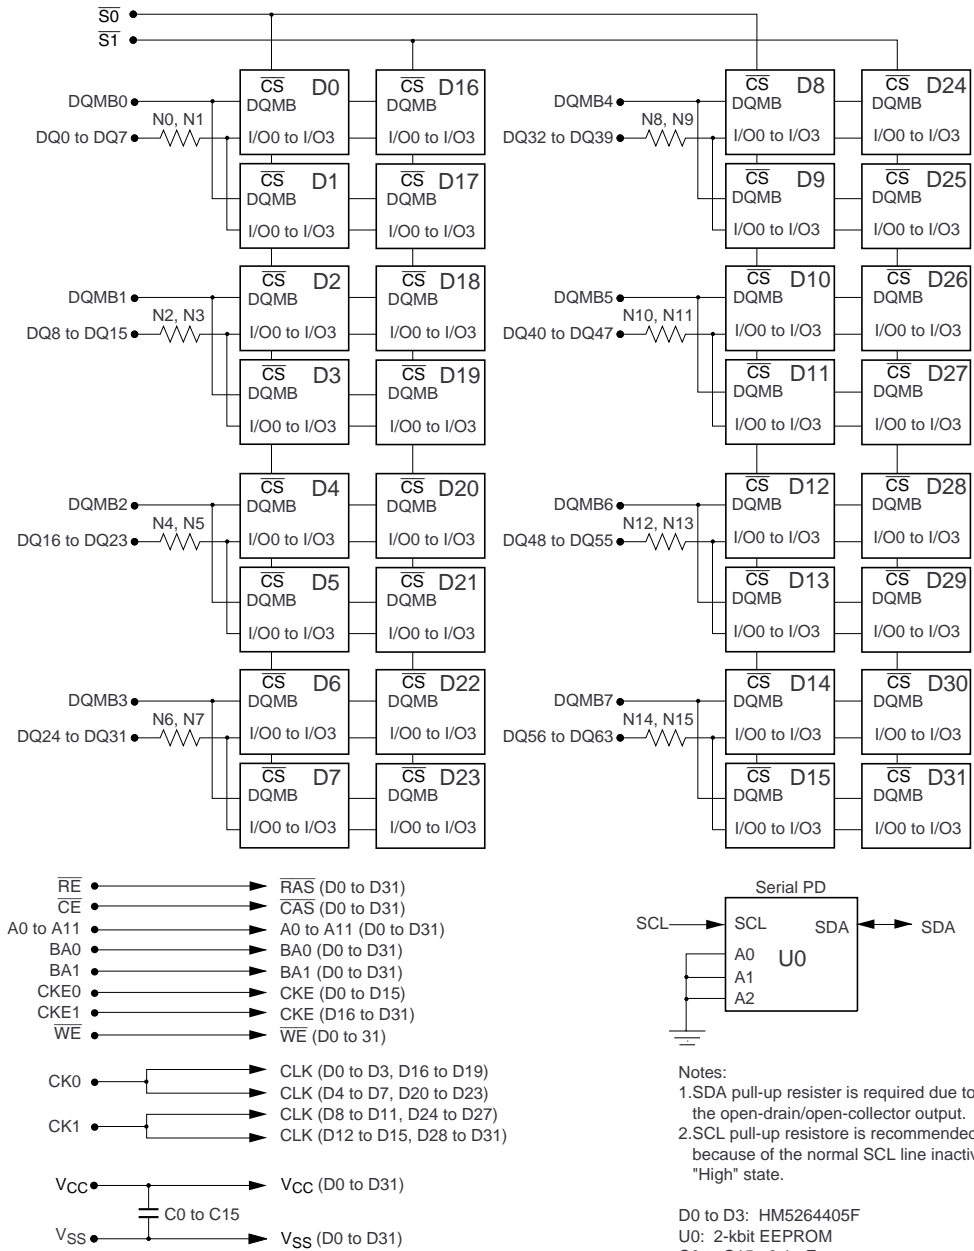 S0
S1
CS D0 CS D16 CS D8 CS D24
DQMB0 DQMB DQMB4 DQMB
N0, N1 N8, N9
DQ0 to DQ7 I/O0 to I/O3 I/O0 to I/O3 DQ32 to DQ39 I/O0 to I/O3 I/O0 to I/O3
CS D1 CS D17 CS D9 CS D25
DQMB DQMB
I/O0 to I/O3 I/O0 to I/O3 I/O0 to I/O3 I/O0 to I/O3
CS D2 CS D18 CS D10 CS D26
DQMB1 DQMB DQMB5 DQMB
N2, N3 N10, N11
DQ8 to DQ15 I/O0 to I/O3 I/O0 to I/O3 DQ40 to DQ47 I/O0 to I/O3 I/O0 to I/O3
CS D3 CS D19 CS D11 CS D27
DQMB DQMB
I/O0 to I/O3 I/O0 to I/O3 I/O0 to I/O3 I/O0 to I/O3
CS D4 CS D20 CS D12 CS D28
DQMB2 DQMB DQMB DQMB6 DQMB DQMB
N4, N5 N12, N13
DQ16 to DQ23 I/O0 to I/O3 I/O0 to I/O3 DQ48 to DQ55 I/O0 to I/O3 I/O0 to I/O3
CS D5 CS D21 CS D13 CS D29
DQMB DQMB DQMB DQMB
I/O0 to I/O3 I/O0 to I/O3 I/O0 to I/O3 I/O0 to I/O3
CS D6 CS D22 CS D14 CS D30
DQMB3 DQMB DQMB DQMB7 DQMB DQMB
N6, N7 N14, N15
DQ24 to DQ31 I/O0 to I/O3 I/O0 to I/O3 DQ56 to DQ63 I/O0 to I/O3 I/O0 to I/O3
CS D7 CS D23 CS D15 CS D31
DQMB DQMB DQMB DQMB
I/O0 to I/O3 I/O0 to I/O3 I/O0 to I/O3 I/O0 to I/O3
RE RAS (D0 to D31)
CE CAS (D0 to D31)
A0 to A11 A0 to A11 (D0 to D31)
BA0 BA0 (D0 to D31)
BA1 BA1 (D0 to D31)
CKE0 CKE (D0 to D15)
CKE1 CKE (D16 to D31)
WE WE (D0 to 31)
CK0 CLK (D0 to D3, D16 to D19)
CLK (D4 to D7, D20 to D23)
CK1 CLK (D8 to D11, D24 to D27)
CLK (D12 to D15, D28 to D31)
VCC VCC (D0 to D31)
C0 to C15
VSS VSS (D0 to D31)
Serial PD
SCL SCL SDA SDA
A0 U0
A1
A2
Notes:
1.SDA pull-up resister is required due to
the open-drain/open-collector output.
2.SCL pull-up resistore is recommended
because of the normal SCL line inactiv
"High" state.
D0 to D3: HM5264405F
U0: 2-kbit EEPROM